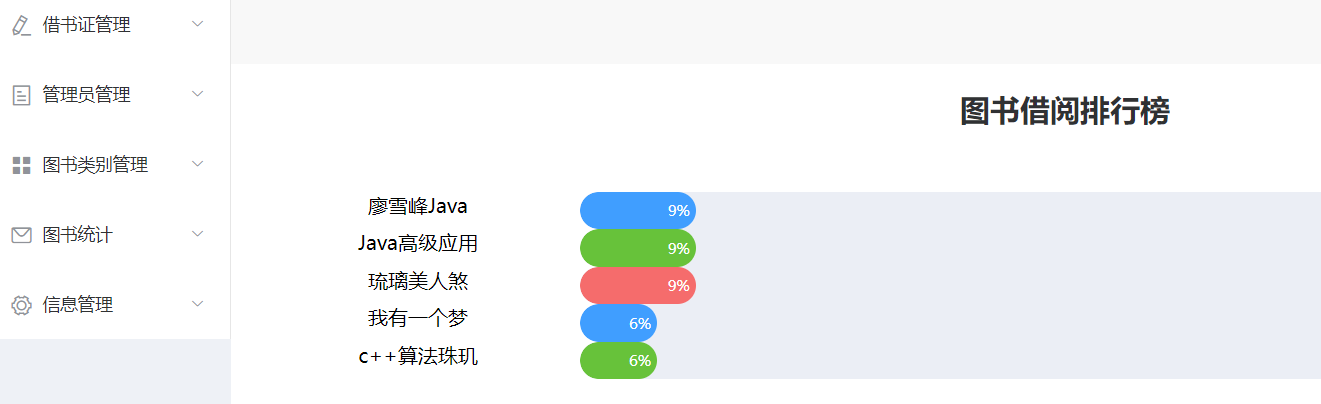 借书证管理
管理员管理
图书类别管理
图书统计
信息管理
图书借阅排行榜
廖雪峰Java 9%
Java高级应用 9%
琉璃美人煞 9%
我有一个梦 6%
c++算法珠玑 6%